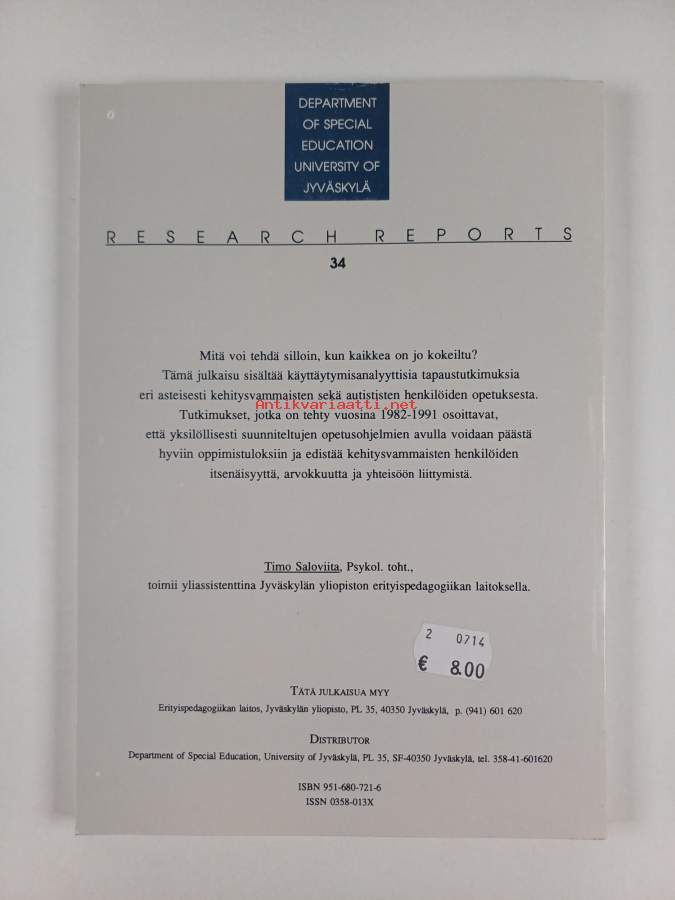 DEPARTMENT
OF SPECIAL
EDUCATION
UNIVERSITY OF
JYVÄSKYLÄ
RESEARCH REPORTS
34
Mitä voi tehdä silloin, kun kaikkea on jo kokeiltu?
Tämä julkaisu sisältää käyttäytymisanalyyttisia tapaustutkimuksia
eri asteisesti kehitysvammaisten sekä autististen henkilöiden opetuksesta.
Antikvariaatti.net
Tutkimukset, jotka on tehty vuosina 1982-1991 osoittavat,
että yksilöllisesti suunniteltujen opetusohjelmien avulla voidaan päästä
hyviin oppimistuloksiin ja edistää kehitysvammaisten henkilöiden
itsenäisyyttä, arvokkuutta ja yhteisöön liittymistä.
Timo Saloviita, Psykol. toht.,
toimii yliassistenttina Jyväskylän yliopiston erityispedagogiikan laitoksella.
2 0714
€ 8.00
TÄTÄ JULKAISUA MYY
Erityispedagogiikan laitos, Jyväskylän yliopisto, PL 35, 40350 Jyväskylä, p. (941) 601 620
DISTRIBUTOR
Department of Special Education, University of Jyväskylä, PL 35, SF-40350 Jyväskylä, tel. 358-41-601620
ISBN 951-680-721-6
ISSN 0358-013X